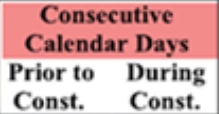 Consecutive
Calendar Days
Prior to During
Const. Const.